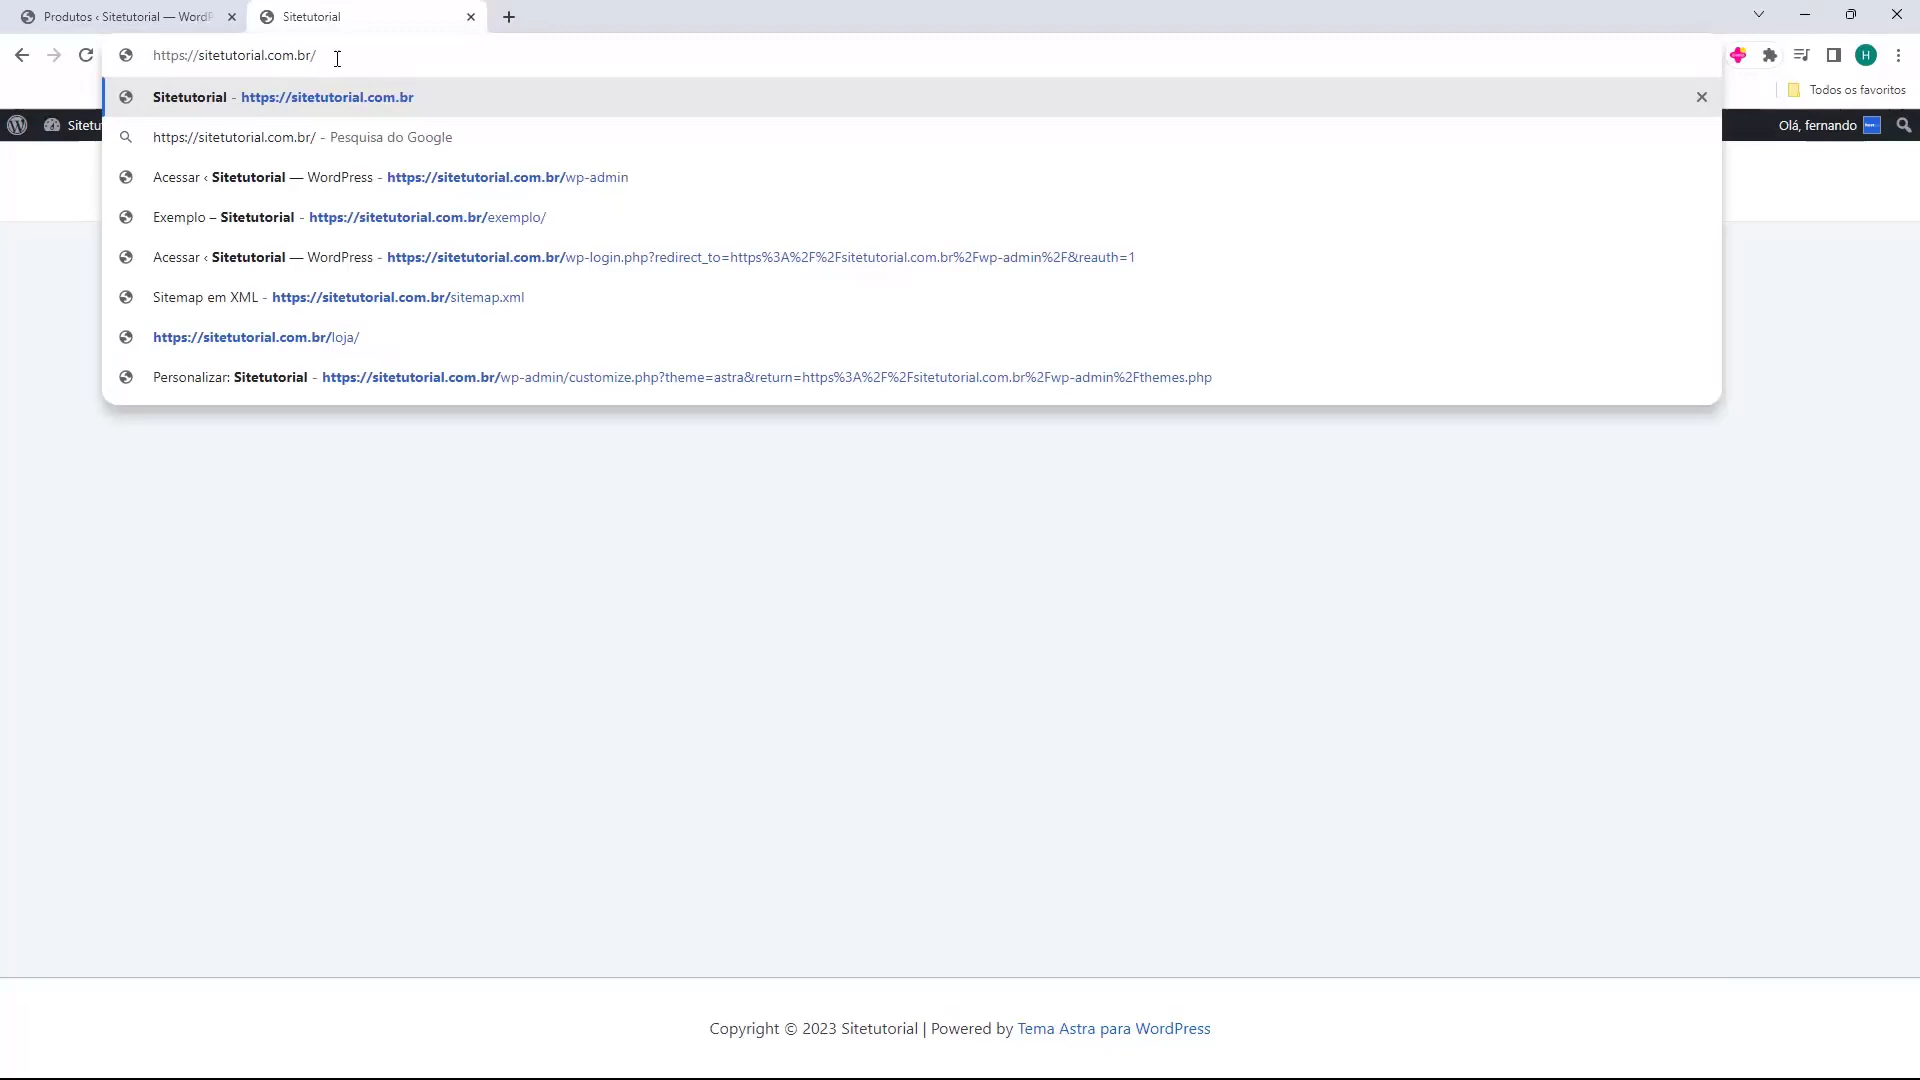 Produtos ‹ Sitetutorial — WordP
Sitetutorial
https://sitetutorial.com.br/
H
Sitetutorial - https://sitetutorial.com.br
Todos os favoritos
Sitetu
Olá, fernando
https://sitetutorial.com.br/ - Pesquisa do Google
Acessar ‹ Sitetutorial — WordPress - https://sitetutorial.com.br/wp-admin
Exemplo – Sitetutorial - https://sitetutorial.com.br/exemplo/
Acessar ‹ Sitetutorial — WordPress - https://sitetutorial.com.br/wp-login.php?redirect_to=https%3A%2F%2Fsitetutorial.com.br%2Fwp-admin%2F&reauth=1
Sitemap em XML - https://sitetutorial.com.br/sitemap.xml
https://sitetutorial.com.br/loja/
Personalizar: Sitetutorial - https://sitetutorial.com.br/wp-admin/customize.php?theme=astra&return=https%3A%2F%2Fsitetutorial.com.br%2Fwp-admin%2Fthemes.php
Copyright © 2023 Sitetutorial | Powered by Tema Astra para WordPress